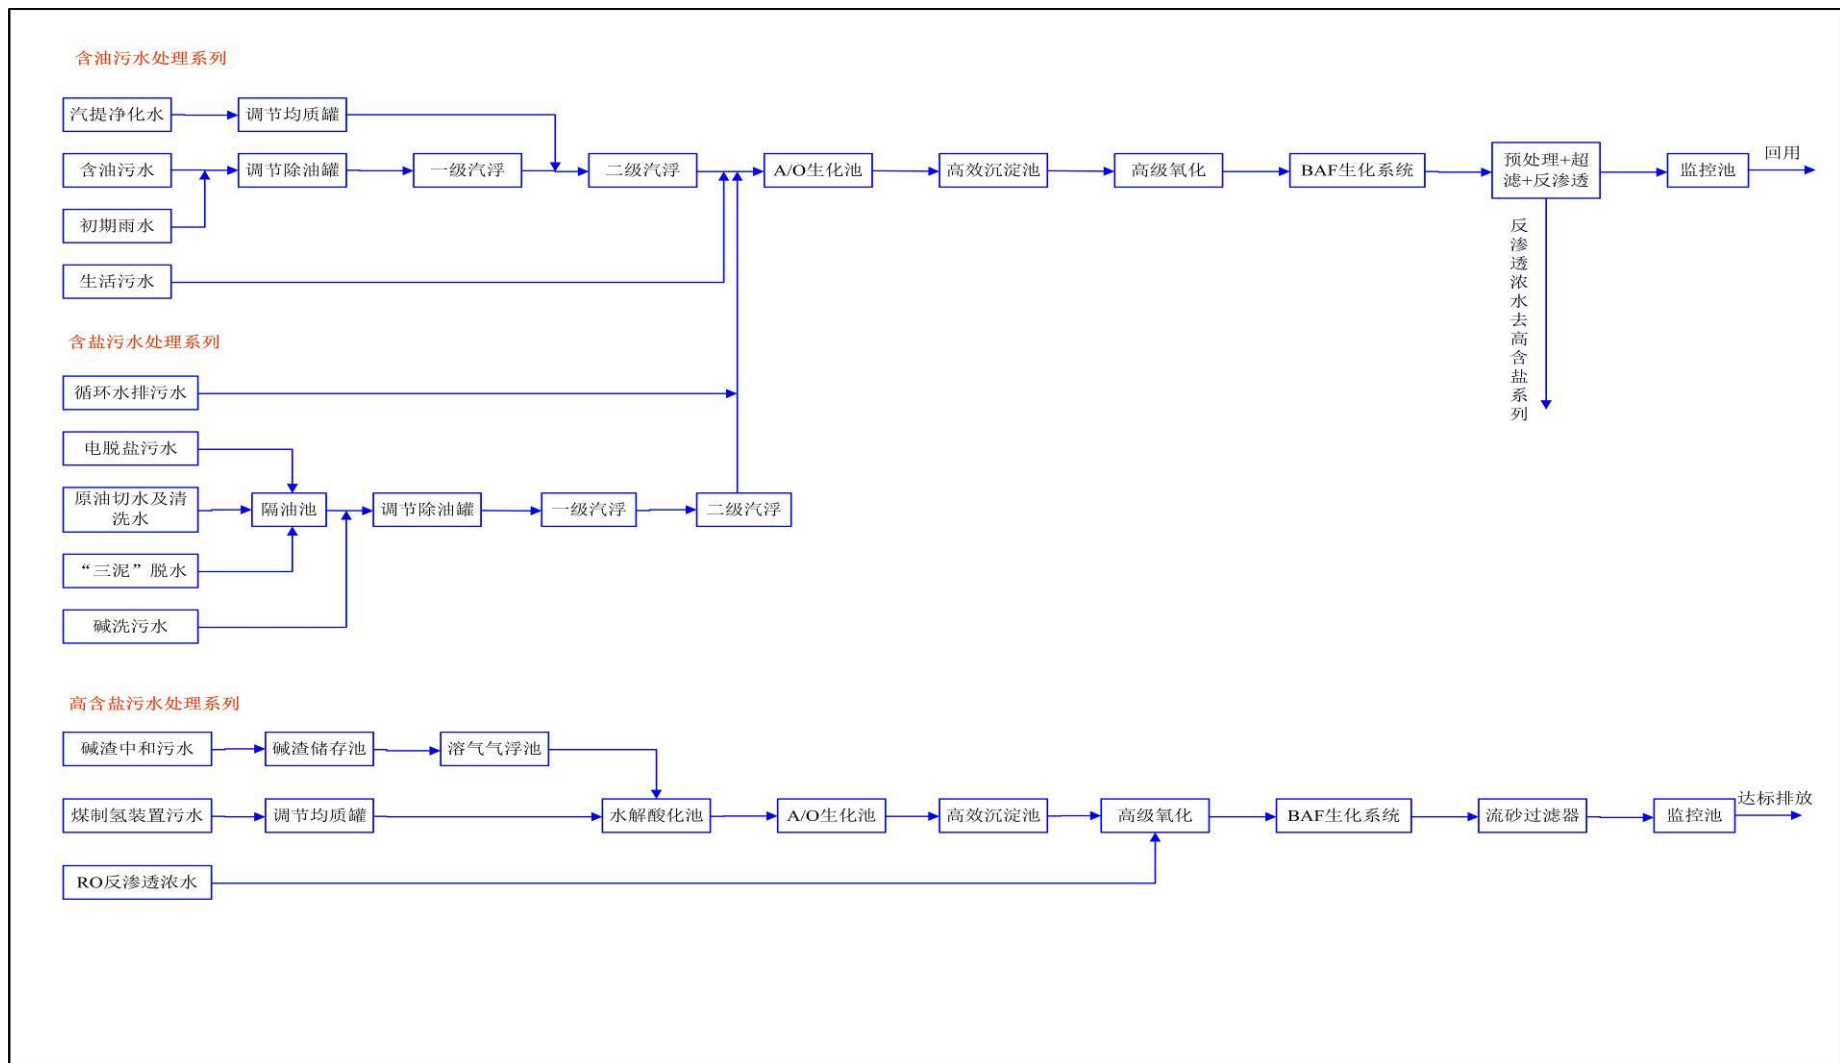 含油污水处理系列
汽提净化水
调节均质罐
含油污水
调节除油罐
一级汽浮
二级汽浮
A/O生化池
高效沉淀池
高级氧化
BAF生化系统
预处理+超
滤+反渗透
监控池
回用
初期雨水
生活污水
反渗透浓水去高含盐系列
含盐污水处理系列
循环水排污水
电脱盐污水
原油切水及清
洗水
隔油池
调节除油罐
一级汽浮
二级汽浮
“三泥”脱水
碱洗污水
高含盐污水处理系列
碱渣中和污水
碱渣储存池
溶气气浮池
煤制氢装置污水
调节均质罐
水解酸化池
A/O生化池
高效沉淀池
高级氧化
BAF生化系统
流砂过滤器
监控池
达标排放
RO反渗透浓水